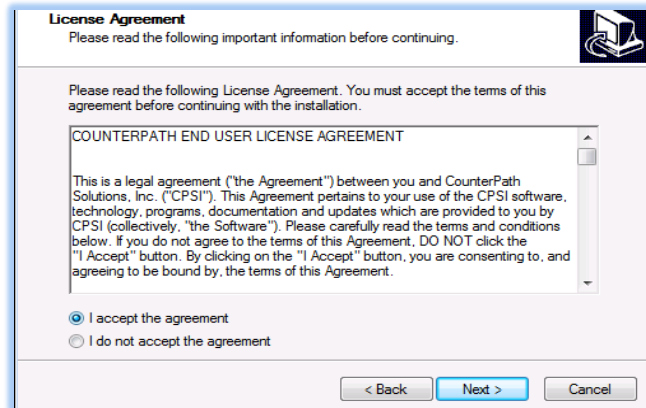 License Agreement
Please read the following important information before continuing.
Please read the following License Agreement. You must accept the terms of this
agreement before continuing with the installation.
COUNTERPATH END USER LICENSE AGREEMENT
This is a legal agreement ("the Agreement") between you and CounterPath
Solutions, Inc. ("CPSI"). This Agreement pertains to your use of the CPSI software,
technology, programs, documentation and updates which are provided to you by
CPSI (collectively, "the Software"). Please carefully read the terms and conditions
below. If you do not agree to the terms of this Agreement, DO NOT click the
"I Accept" button. By clicking on the "I Accept" button, you are consenting to, and
agreeing to be bound by, the terms of this Agreement.
I accept the agreement
I do not accept the agreement
< Back Next > Cancel